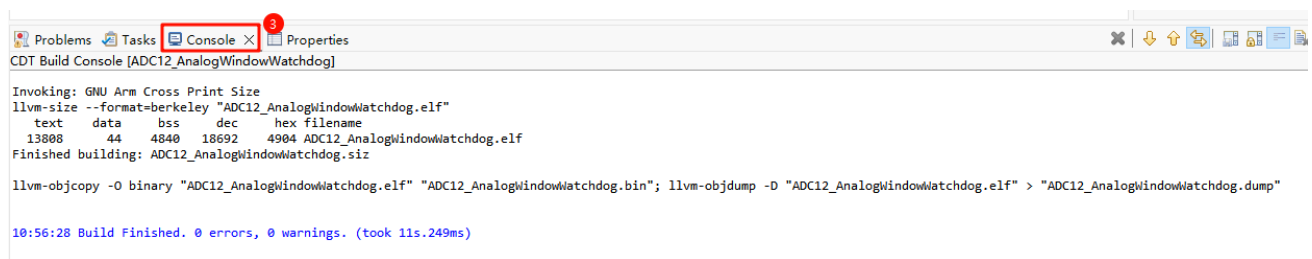 3
Problems Tasks Console Properties
CDT Build Console [ADC12_AnalogWindowWatchdog]
Invoking: GNU Arm Cross Print Size
llvm-size --format=berkeley "ADC12_AnalogWindowWatchdog.elf"
   text    data     bss     dec     hex filename
  13808      44    4840   18692    4904 ADC12_AnalogWindowWatchdog.elf
Finished building: ADC12_AnalogWindowWatchdog.siz
llvm-objcopy -O binary "ADC12_AnalogWindowWatchdog.elf" "ADC12_AnalogWindowWatchdog.bin"; llvm-objdump -D "ADC12_AnalogWindowWatchdog.elf" > "ADC12_AnalogWindowWatchdog.dump"
10:56:28 Build Finished. 0 errors, 0 warnings. (took 11s.249ms)